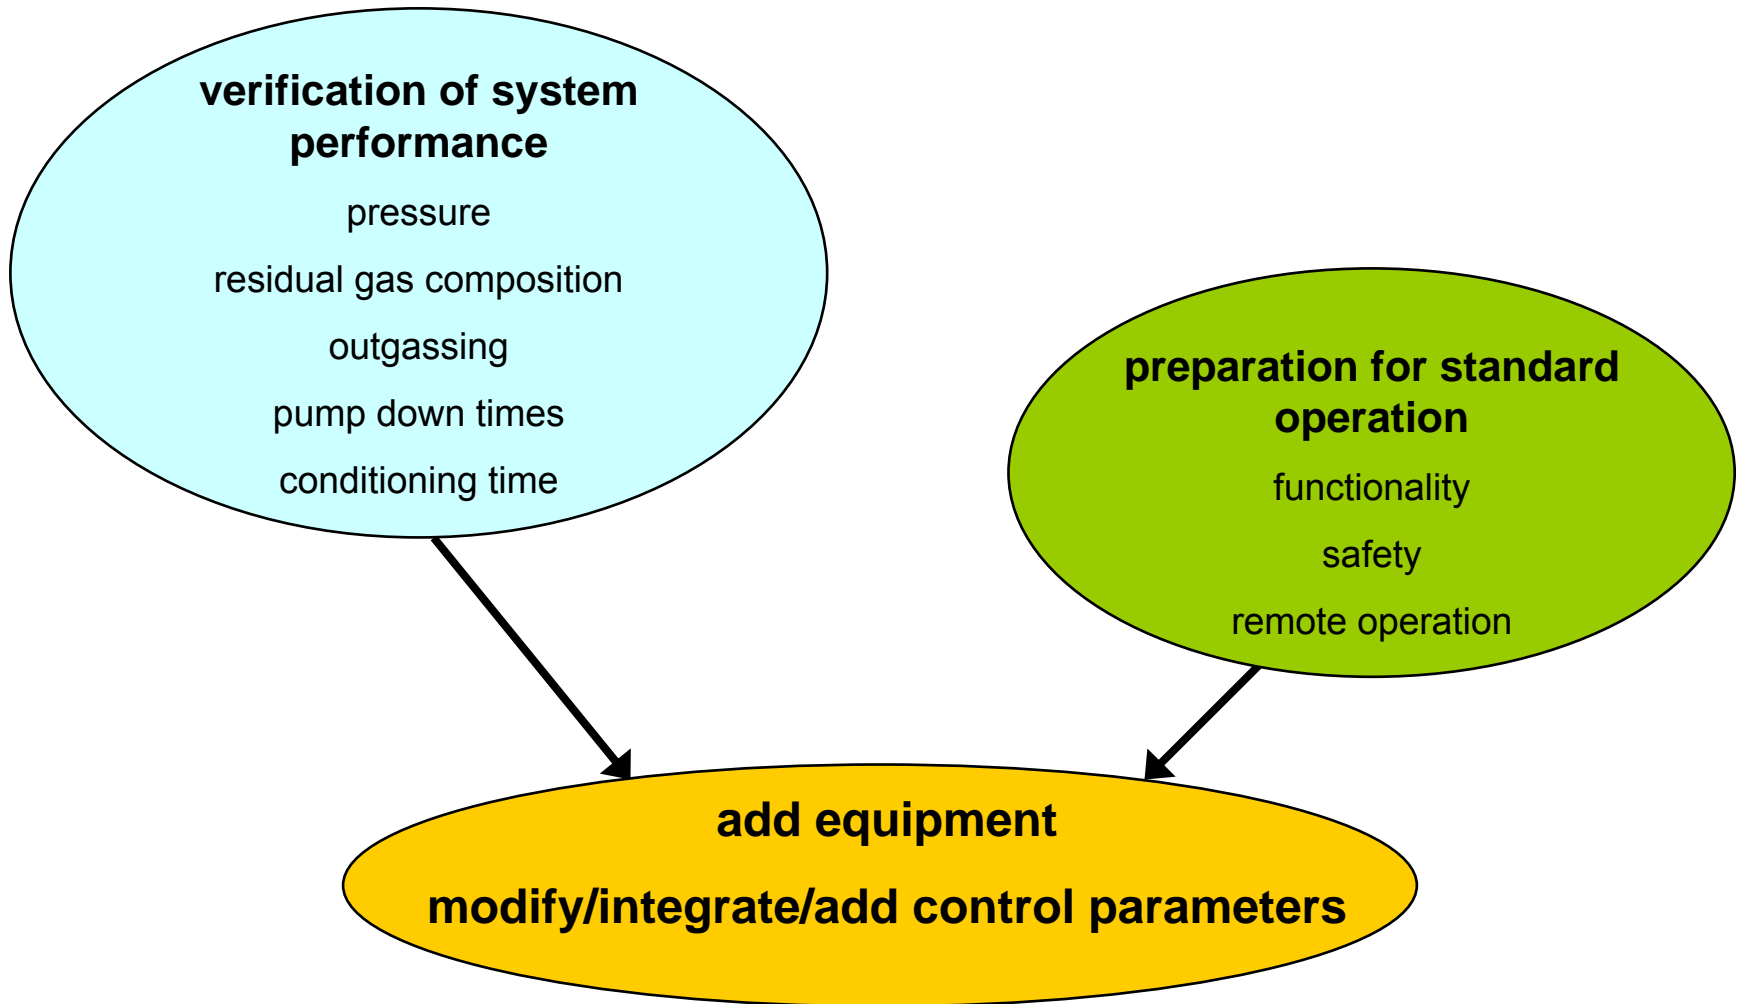 verification of system
performance
pressure
residual gas composition
outgassing
pump down times
conditioning time
preparation for standard
operation
functionality
safety
remote operation
add equipment
modify/integrate/add control parameters